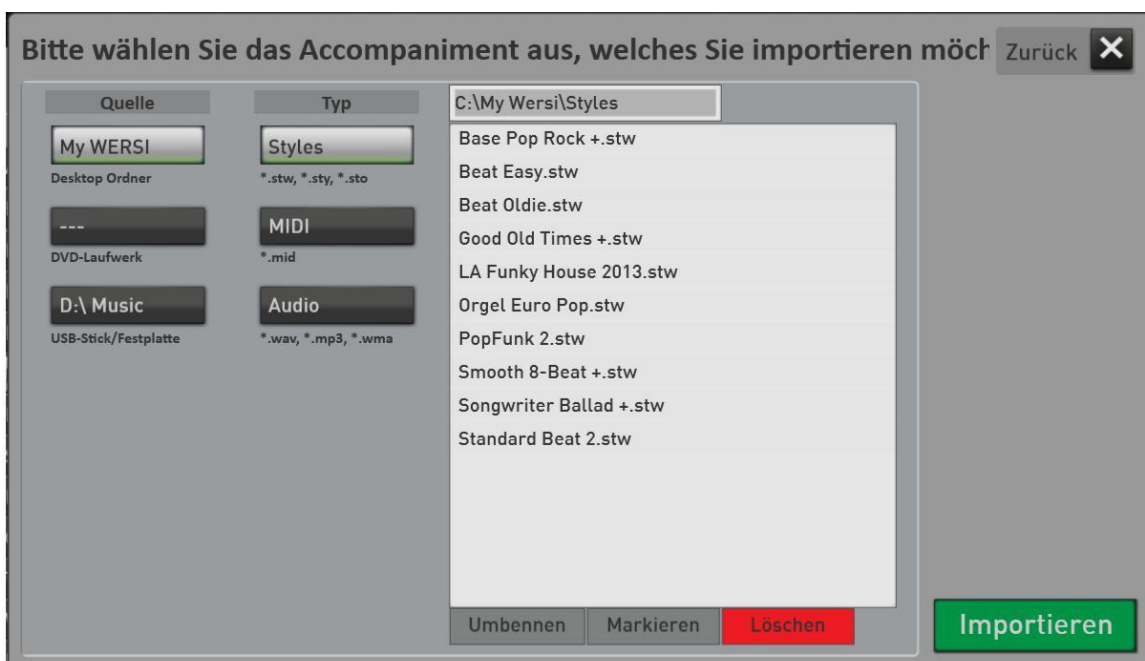 Bitte wählen Sie das Accompaniment aus, welches Sie importieren möch
Zurück
Quelle
My WERSI
Desktop Ordner
---
DVD-Laufwerk
D:\ Music
USB-Stick/Festplatte
Typ
Styles
*.stw, *.sty, *.sto
MIDI
*.mid
Audio
*.wav, *.mp3, *.wma
C:\My Wersi\Styles
Base Pop Rock +.stw
Beat Easy.stw
Beat Oldie.stw
Good Old Times +.stw
LA Funky House 2013.stw
Orgel Euro Pop.stw
PopFunk 2.stw
Smooth 8-Beat +.stw
Songwriter Ballad +.stw
Standard Beat 2.stw
Umbennen
Markieren
Löschen
Importieren